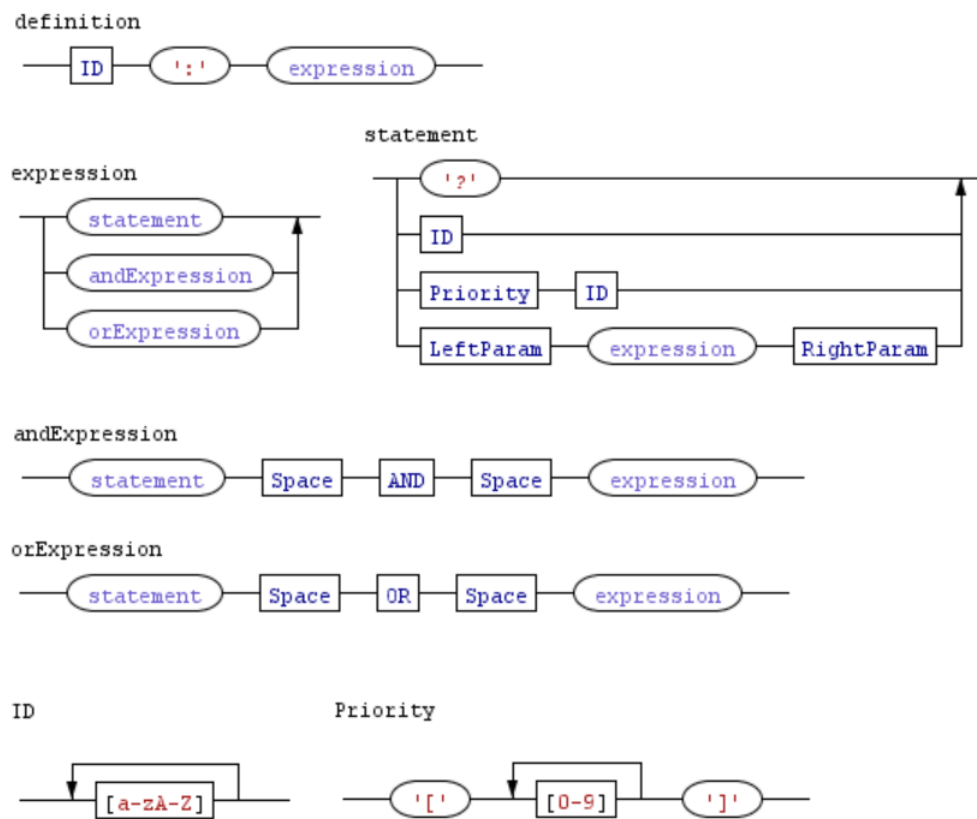 definition
ID ':' expression
statement
expression
'?'
statement
ID
andExpression
Priority ID
orExpression
LeftParam expression RightParam
andExpression
statement Space AND Space expression
orExpression
statement Space OR Space expression
ID Priority
[a-zA-Z] '[' [0-9] ']'